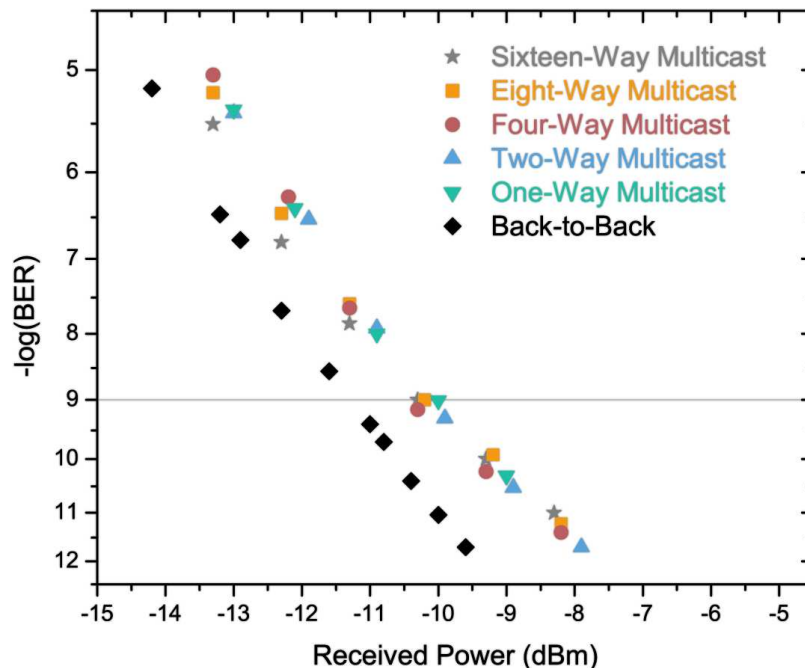 Sixteen-Way Multicast
Eight-Way Multicast
Four-Way Multicast
Two-Way Multicast
One-Way Multicast
Back-to-Back
-log(BER)
5
6
7
8
9
10
11
12
-15 -14 -13 -12 -11 -10 -9 -8 -7 -6 -5
Received Power (dBm)